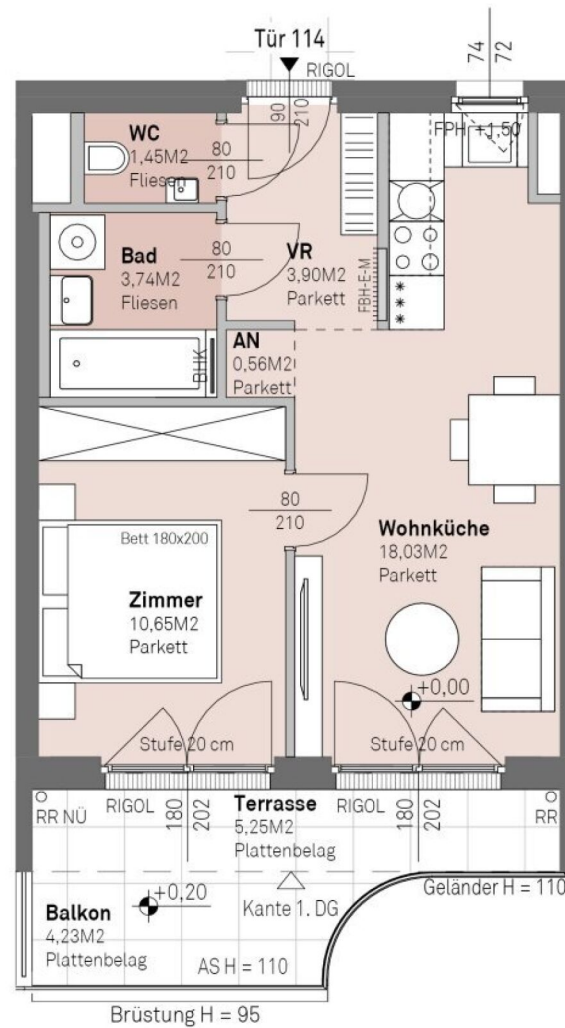 Tür 114
RIGOL
74
72
90
210
FPH +1,50
WC
1,45M2
Fliesen
80
210
Bad
3,74M2
Fliesen
80
210
VR
3,90M2
Parkett
FBH-E-M
AN
0,56M2
Parkett
BHK
80
210
Bett 180x200
Wohnküche
18,03M2
Parkett
Zimmer
10,65M2
Parkett
+0,00
Stufe 20 cm
Stufe 20 cm
RR NÜ
RIGOL
180
202
Terrasse
5,25M2
Plattenbelag
RIGOL
180
202
RR
+0,20
Kante 1. DG
Geländer H = 110
Balkon
4,23M2
Plattenbelag
AS H = 110
Brüstung H = 95